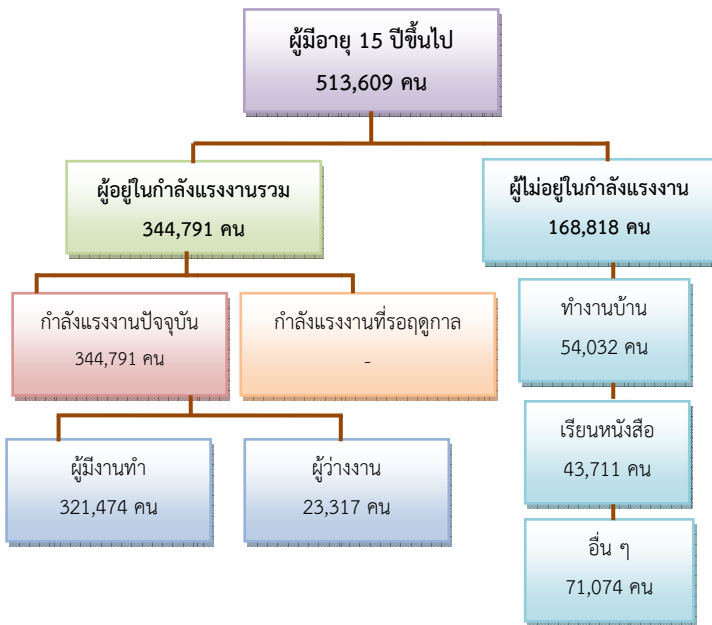 ผู้มีอายุ 15 ปีขึ้นไป
513,609 คน
ผู้อยู่ในกำลังแรงงานรวม
344,791 คน
ผู้ไม่อยู่ในกำลังแรงงาน
168,818 คน
กำลังแรงงานปัจจุบัน
344,791 คน
กำลังแรงงานที่รอฤดูกาล
-
ทำงานบ้าน
54,032 คน
ผู้มีงานทำ
321,474 คน
ผู้ว่างงาน
23,317 คน
เรียนหนังสือ
43,711 คน
อื่น ๆ
71,074 คน